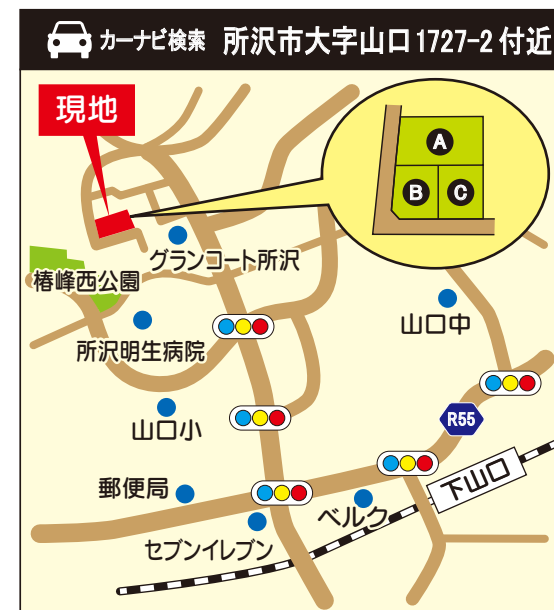 カーナビ検索 所沢市大字山口1727-2付近
現地
A
B C
グランコート所沢
椿峰西公園
山口中
所沢明生病院
山口小
R55
下山口
郵便局
ベルク
セブンイレブン